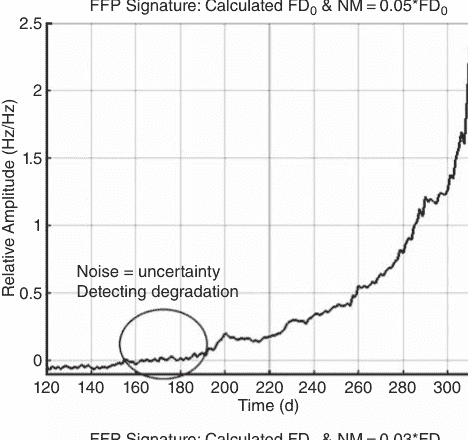 FFP Signature: Calculated FD0 & NM = 0.05*FD0
2.5
2
1.5
1
0.5
0
Relative Amplitude (Hz/Hz)
Noise = uncertainty
Detecting degradation
120 140 160 180 200 220 240 260 280 300
Time (d)
FFP Signature: Calculated FD & NM = 0.03*FD